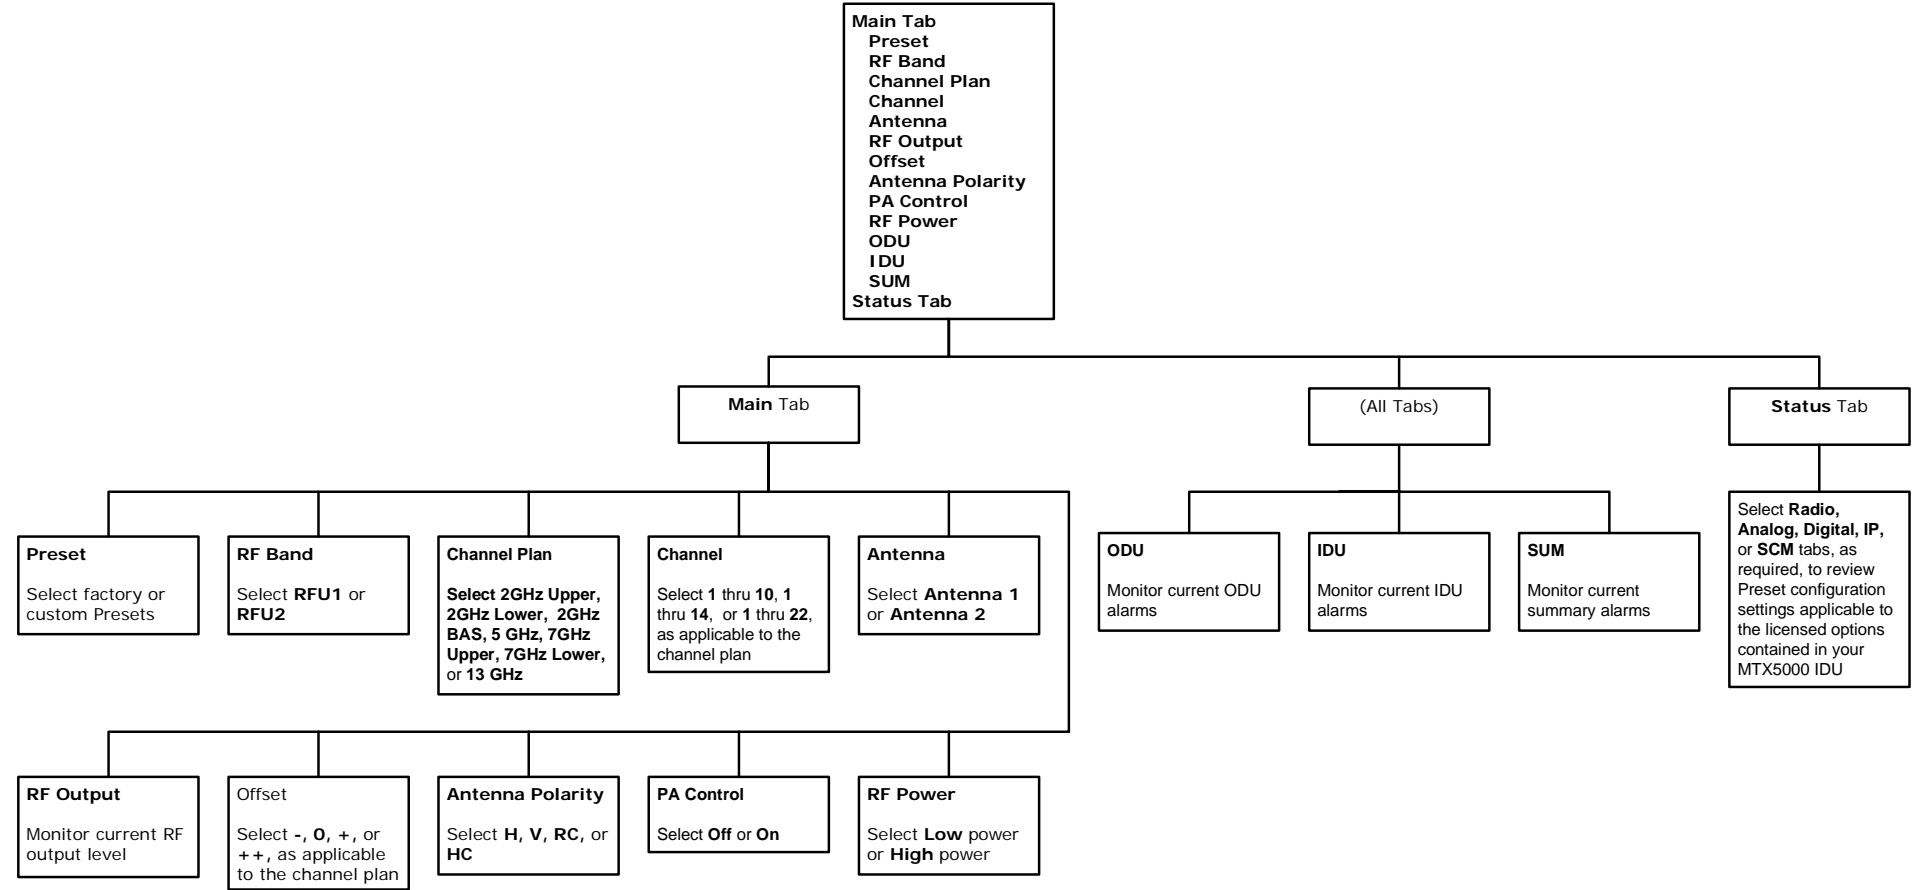 Main Tab
Preset
RF Band
Channel Plan
Channel
Antenna
RF Output
Offset
Antenna Polarity
PA Control
RF Power
ODU
IDU
SUM
Status Tab
Main Tab
(All Tabs)
Status Tab
Preset
Select factory or
custom Presets
RF Band
Select RFU1 or
RFU2
Channel Plan
Select 2GHz Upper,
2GHz Lower, 2GHz
BAS, 5 GHz, 7GHz
Upper, 7GHz Lower,
or 13 GHz
Channel
Select 1 thru 10, 1
thru 14, or 1 thru 22,
as applicable to the
channel plan
Antenna
Select Antenna 1
or Antenna 2
ODU
Monitor current ODU
alarms
IDU
Monitor current IDU
alarms
SUM
Monitor current
summary alarms
Select Radio,
Analog, Digital, IP,
or SCM tabs, as
required, to review
Preset configuration
settings applicable to
the licensed options
contained in your
MTX5000 IDU
RF Output
Monitor current RF
output level
Offset
Select -, 0, +, or
++, as applicable
to the channel plan
Antenna Polarity
Select H, V, RC, or
HC
PA Control
Select Off or On
RF Power
Select Low power
or High power